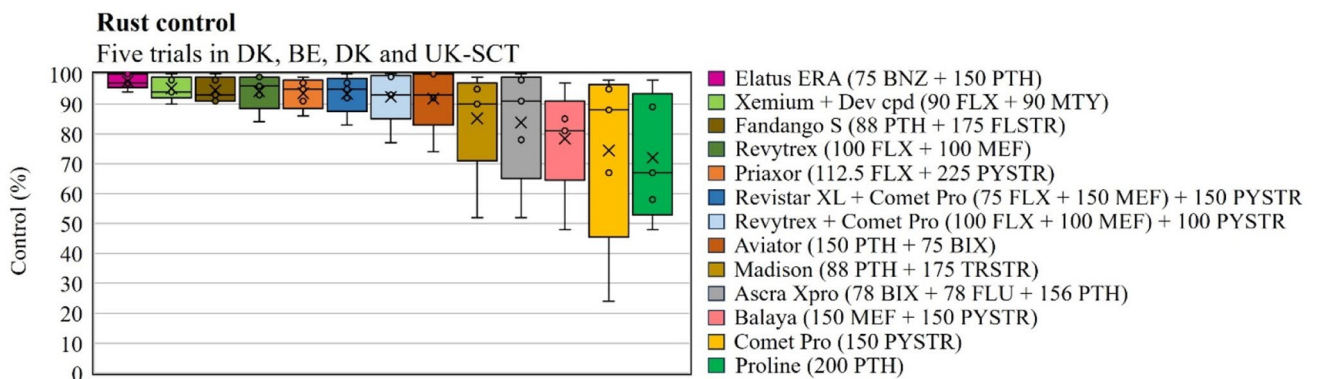 Rust control
Five trials in DK, BE, DK and UK-SCT
Control (%)
100
90
80
70
60
50
40
30
20
10
0
Elatus ERA (75 BNZ + 150 PTH)
Xemium + Dev cpd (90 FLX + 90 MTY)
Fandango S (88 PTH + 175 FLSTR)
Revytrex (100 FLX + 100 MEF)
Priaxor (112.5 FLX + 225 PYSTR)
Revistar XL + Comet Pro (75 FLX + 150 MEF) + 150 PYSTR
Revytrex + Comet Pro (100 FLX + 100 MEF) + 100 PYSTR
Aviator (150 PTH + 75 BIX)
Madison (88 PTH + 175 TRSTR)
Ascra Xpro (78 BIX + 78 FLU + 156 PTH)
Balaya (150 MEF + 150 PYSTR)
Comet Pro (150 PYSTR)
Proline (200 PTH)